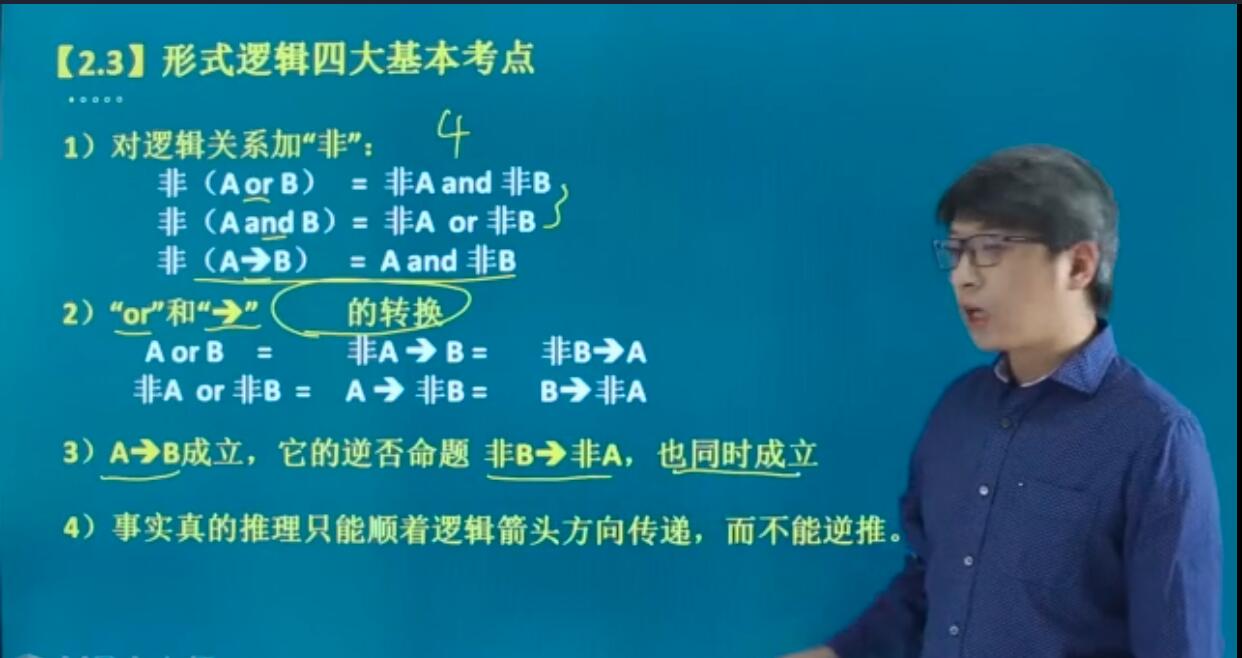 【2.3】形式逻辑四大基本考点
1）对逻辑关系加“非”： 4
非（A or B） = 非A and 非B
非（A and B）= 非A or 非B
非（A→B） = A and 非B
2）“or”和“→” 的转换
A or B = 非A → B = 非B→A
非A or 非B = A → 非B = B→非A
3）A→B成立，它的逆否命题 非B→非A，也同时成立
4）事实真的推理只能顺着逻辑箭头方向传递，而不能逆推。